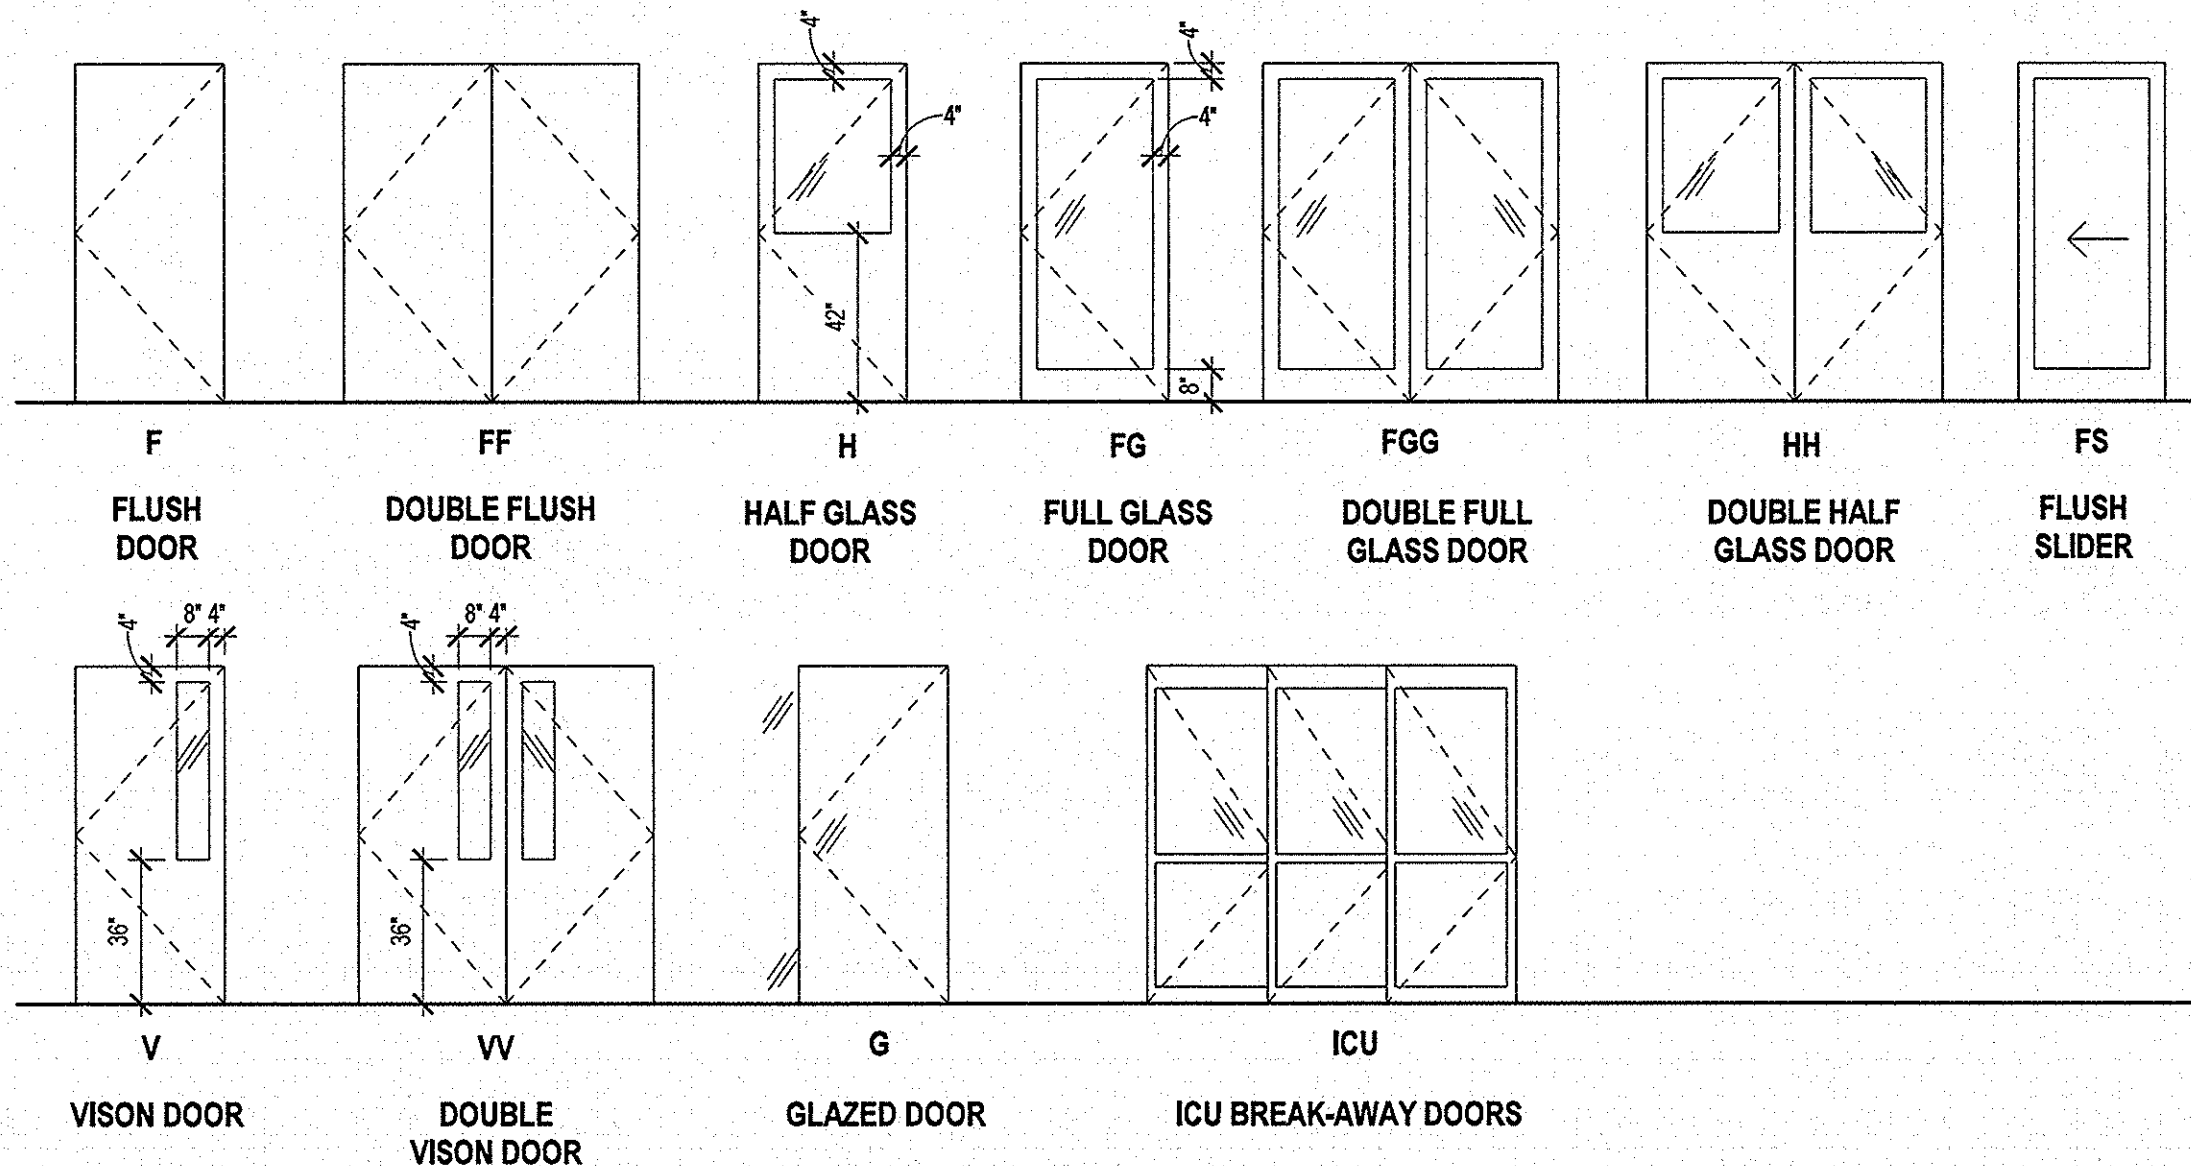 4"
4"
4"
4"
42"
4"
8"
F
FF
H
FG
FGG
HH
FS
FLUSH
DOOR
DOUBLE FLUSH
DOOR
HALF GLASS
DOOR
FULL GLASS
DOOR
DOUBLE FULL
GLASS DOOR
DOUBLE HALF
GLASS DOOR
FLUSH
SLIDER
4"
8" 4"
36"
4"
8" 4"
36"
V
VV
G
ICU
VISON DOOR
DOUBLE
VISON DOOR
GLAZED DOOR
ICU BREAK-AWAY DOORS